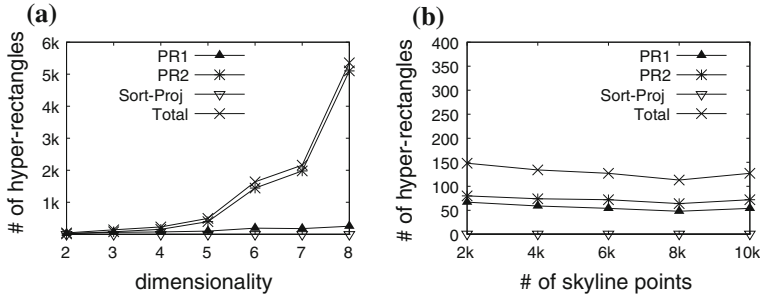 (a)
# of hyper-rectangles
6k
5k
4k
3k
2k
1k
PR1
PR2
Sort-Proj
Total
2 3 4 5 6 7 8
dimensionality
(b)
# of hyper-rectangles
400
350
300
250
200
150
100
50
0
PR1
PR2
Sort-Proj
Total
2k 4k 6k 8k 10k
# of skyline points